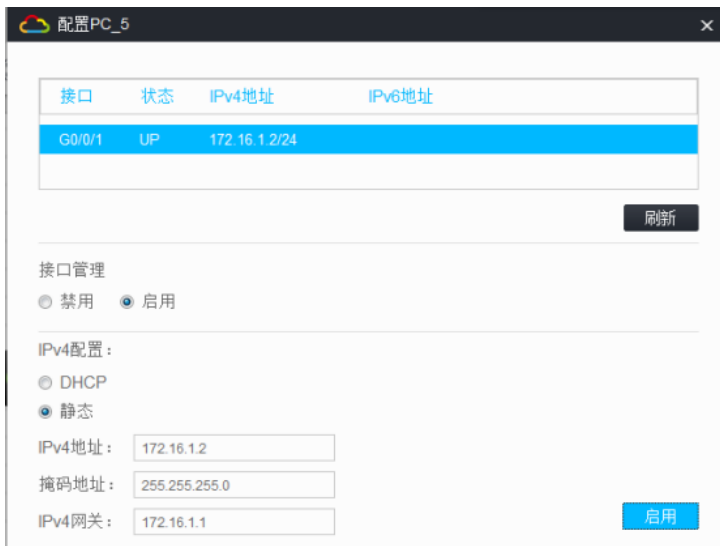 配置PC_5
接口 状态 IPv4地址 IPv6地址
G0/0/1 UP 172.16.1.2/24
刷新
接口管理
禁用 启用
IPv4配置：
DHCP
静态
IPv4地址： 172.16.1.2
掩码地址： 255.255.255.0
IPv4网关： 172.16.1.1
启用